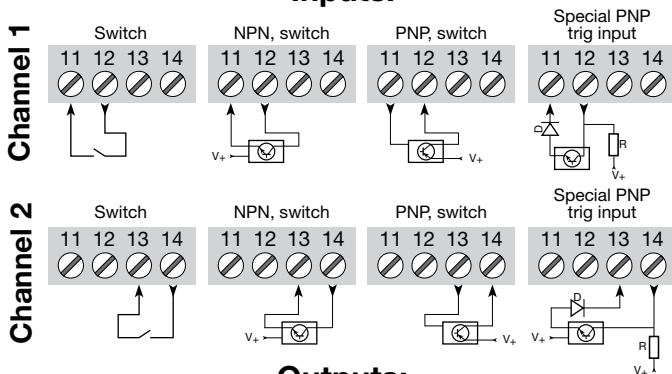 Inputs:
Channel 1
Switch
11 12 13 14
NPN, switch
11 12 13 14
V+
PNP, switch
11 12 13 14
V+
Special PNP
trig input
11 12 13 14
D
R
V+
Channel 2
Switch
11 12 13 14
NPN, switch
11 12 13 14
V+
PNP, switch
11 12 13 14
V+
Special PNP
trig input
11 12 13 14
D
V+
R
V+
Outputs: